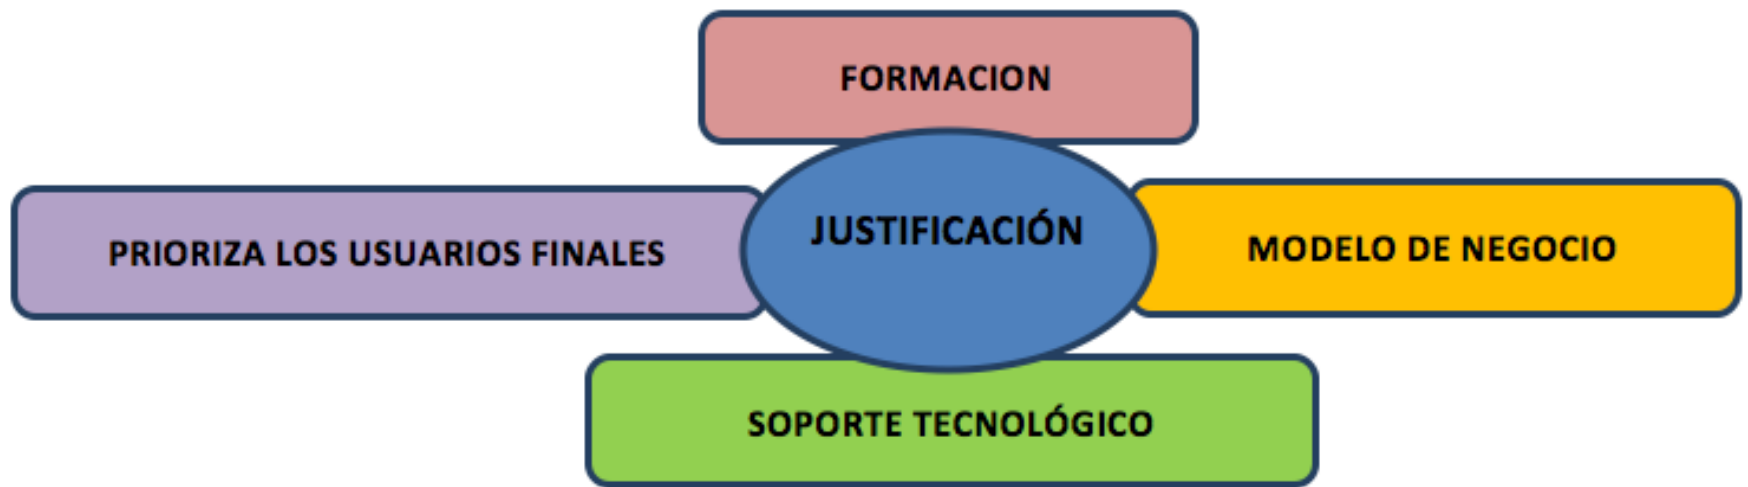 FORMACION
JUSTIFICACIÓN
PRIORIZA LOS USUARIOS FINALES
MODELO DE NEGOCIO
SOPORTE TECNOLÓGICO